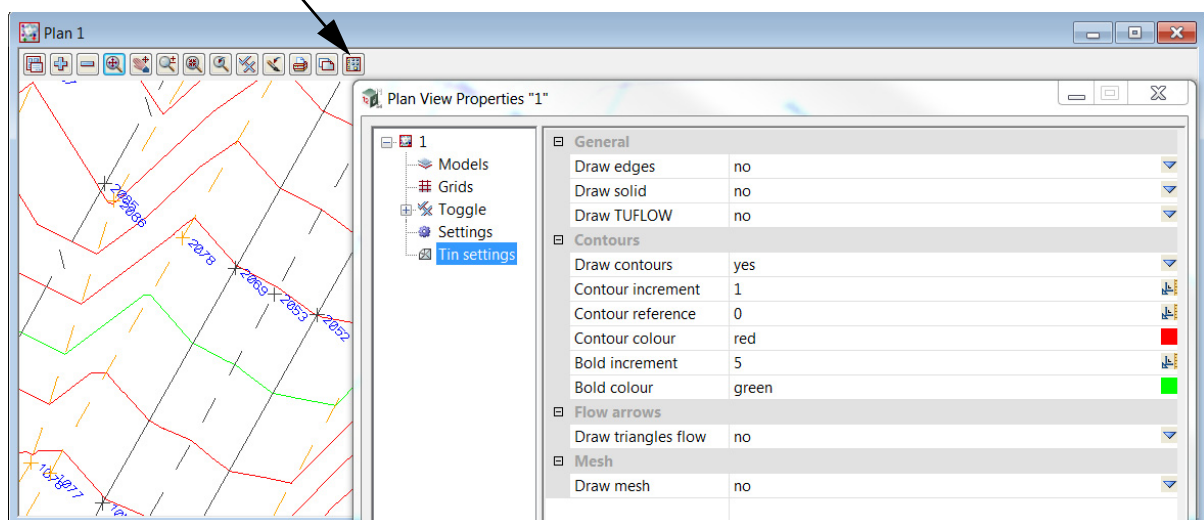 Plan 1
Plan View Properties "1"
1
Models
Grids
Toggle
Settings
Tin settings
General
Draw edges no
Draw solid no
Draw TUFLOW no
Contours
Draw contours yes
Contour increment 1
Contour reference 0
Contour colour red
Bold increment 5
Bold colour green
Flow arrows
Draw triangles flow no
Mesh
Draw mesh no
2085
2086
2078
2069
2053
2052
1078
1077